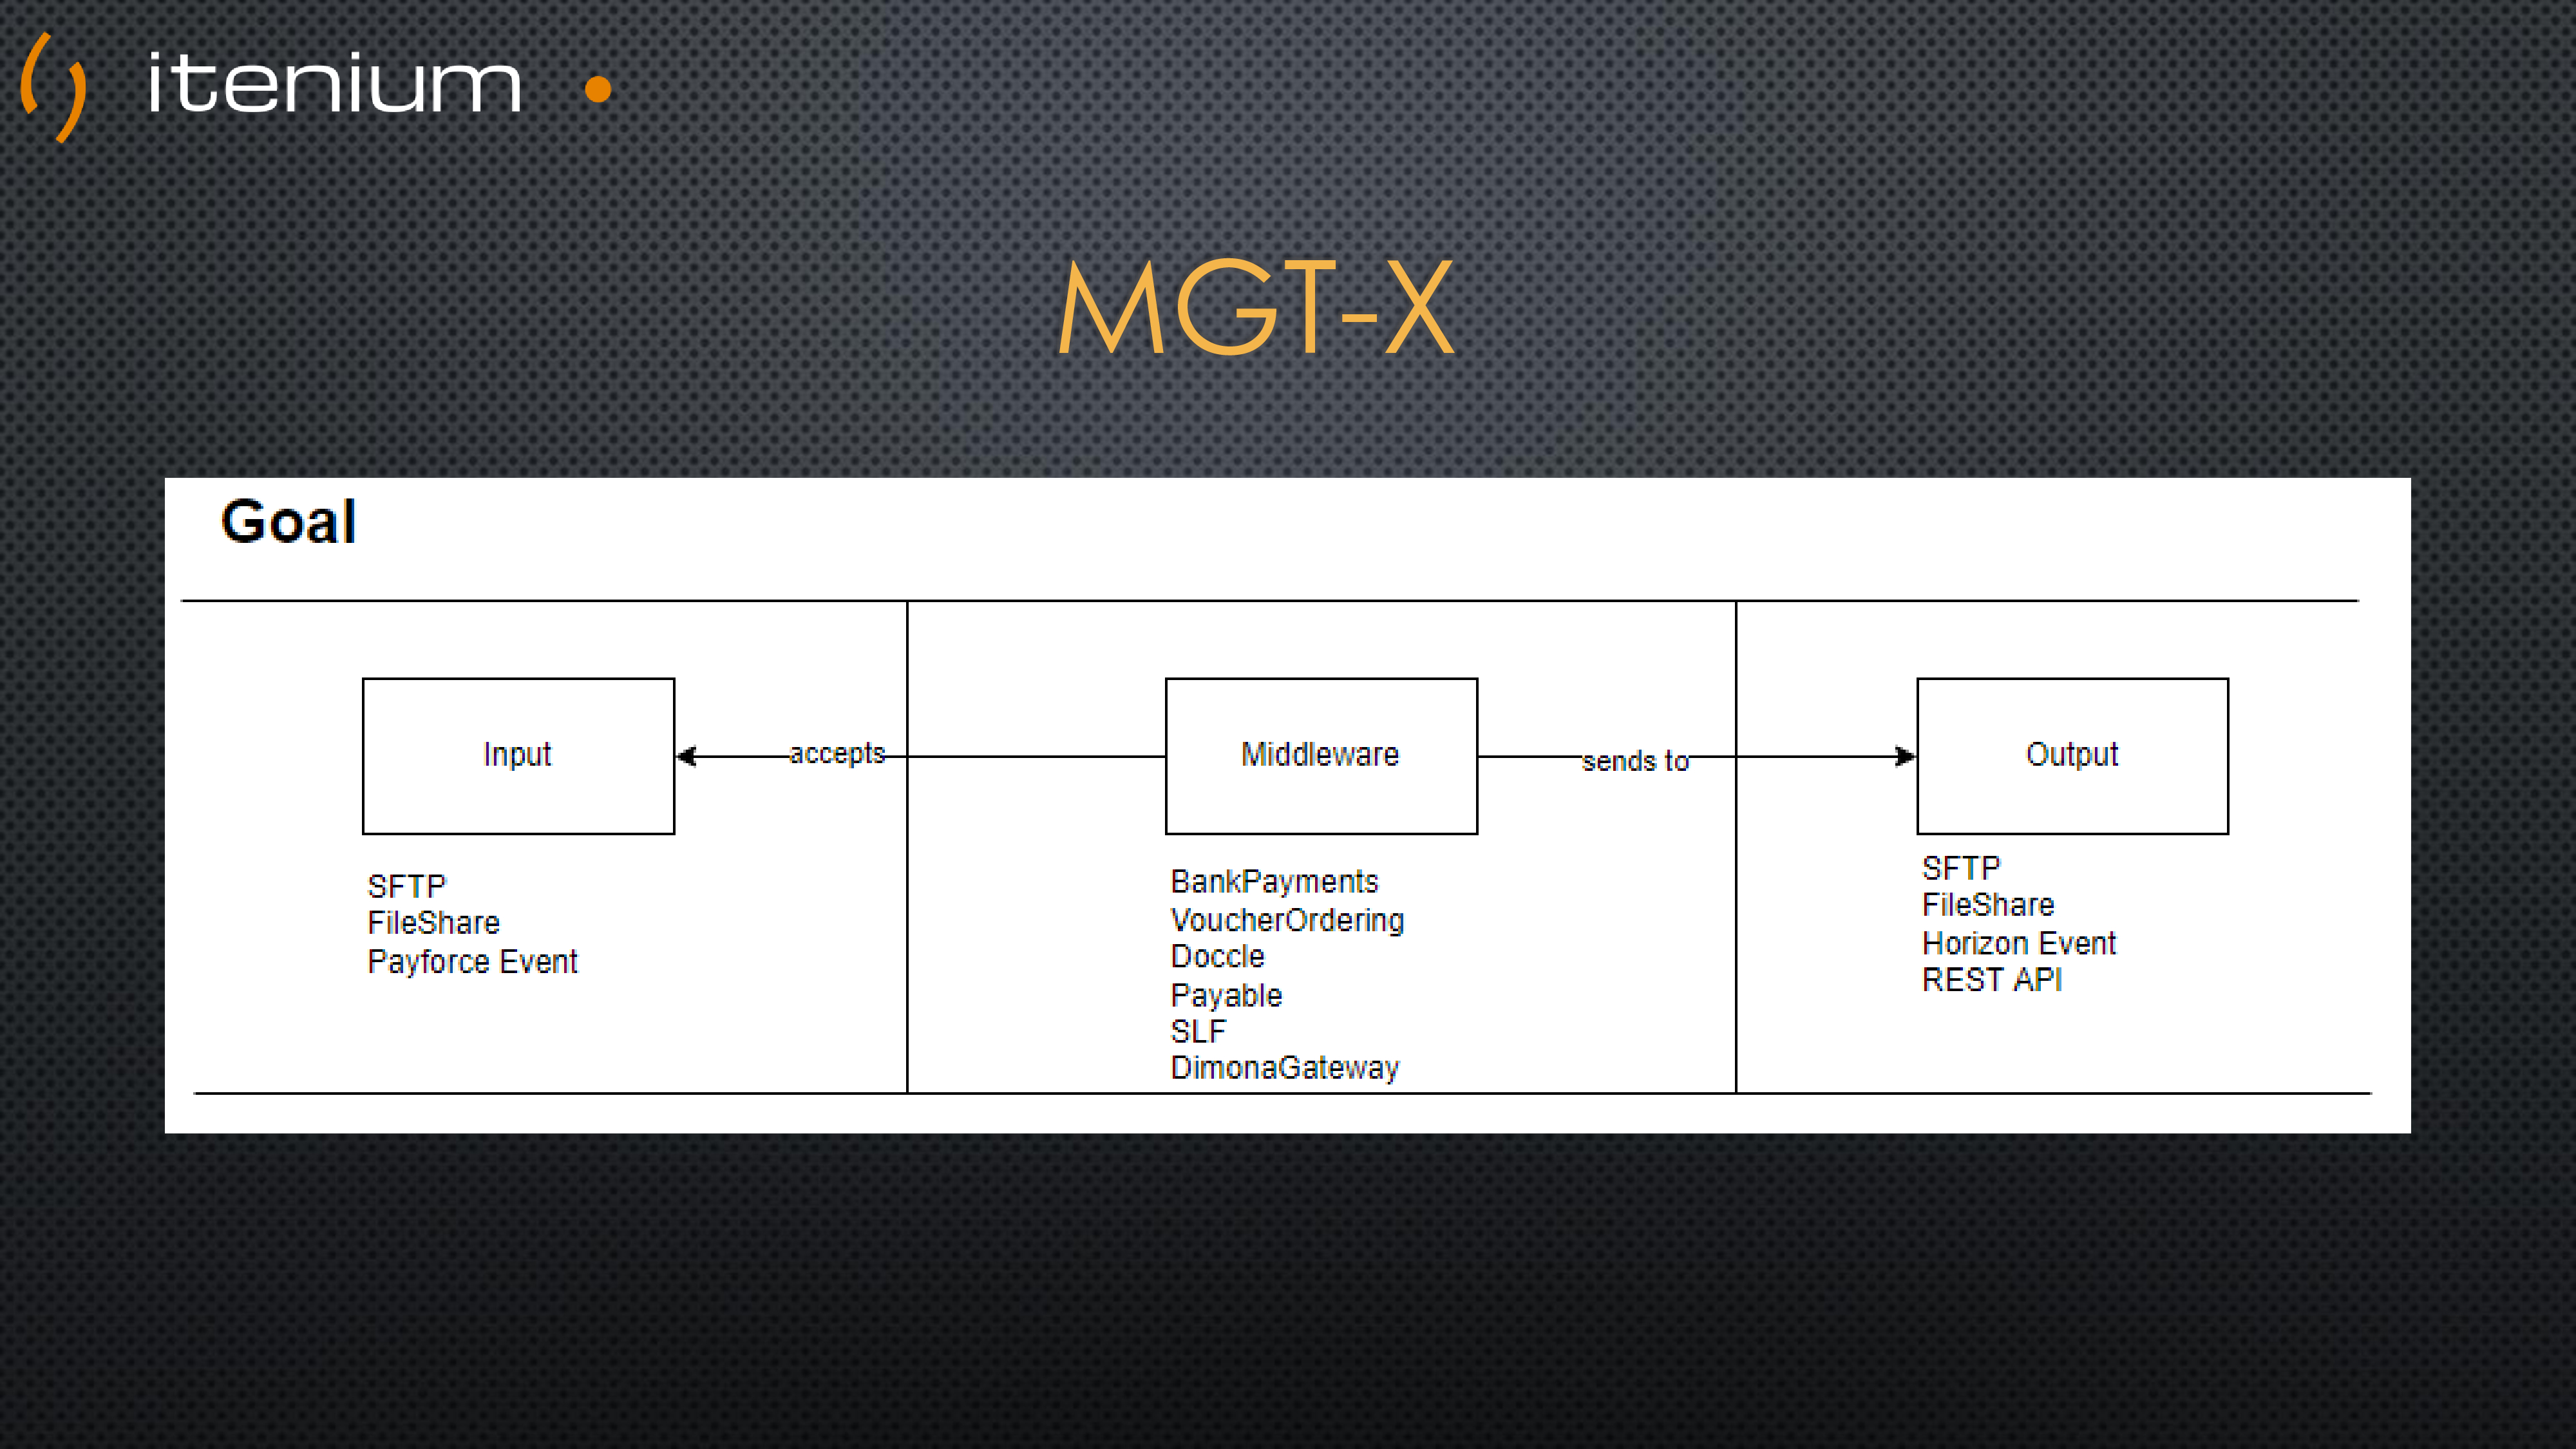 itenium
MGT-X
Goal
Input
accepts
Middleware
sends to
Output
SFTP
FileShare
Payforce Event
BankPayments
VoucherOrdering
Doccle
Payable
SLF
DimonaGateway
SFTP
FileShare
Horizon Event
REST API